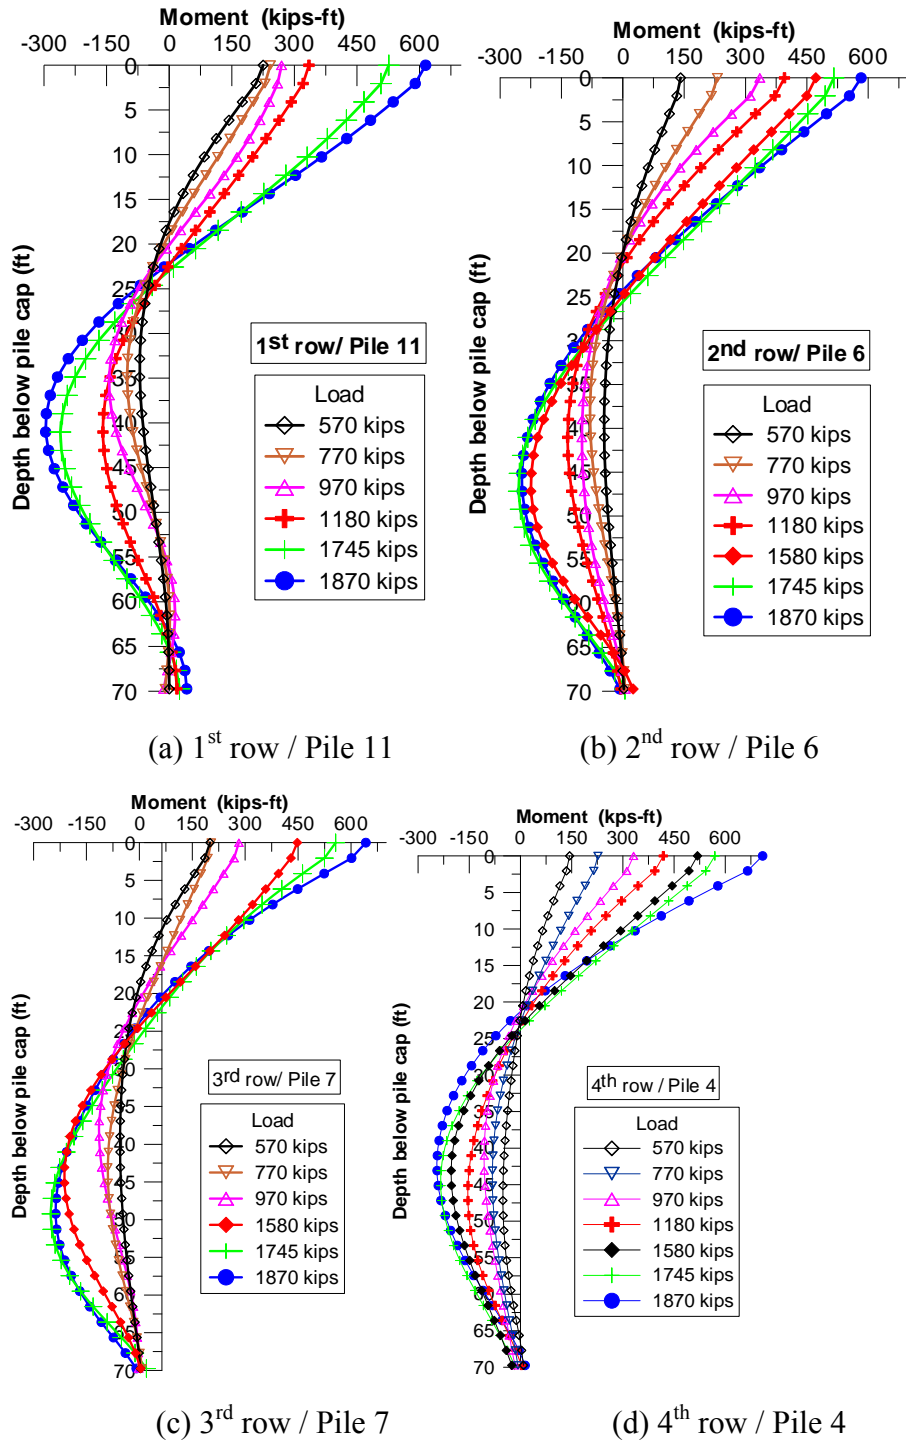 Moment (kips-ft)
-300 -150 0 150 300 450 600
0
5
10
15
20
25
30
35
40
45
50
55
60
65
70
Depth below pile cap (ft)
1st row/ Pile 11
Load
570 kips
770 kips
970 kips
1180 kips
1745 kips
1870 kips
(a) 1st row / Pile 11
Moment (kips-ft)
-300 -150 0 150 300 450 600
0
5
10
15
20
25
30
35
40
45
50
55
60
65
70
Depth below pile cap (ft)
2nd row/ Pile 6
Load
570 kips
770 kips
970 kips
1180 kips
1580 kips
1745 kips
1870 kips
(b) 2nd row / Pile 6
Moment (kips-ft)
-300 -150 0 150 300 450 600
0
5
10
15
20
25
30
35
40
45
50
55
60
65
70
Depth below pile cap (ft)
3rd row/ Pile 7
Load
570 kips
770 kips
970 kips
1580 kips
1745 kips
1870 kips
(c) 3rd row / Pile 7
Moment (kips-ft)
-300 -150 0 150 300 450 600
0
5
10
15
20
25
30
35
40
45
50
55
60
65
70
Depth below pile cap (ft)
4th row / Pile 4
Load
570 kips
770 kips
970 kips
1180 kips
1580 kips
1745 kips
1870 kips
(d) 4th row / Pile 4